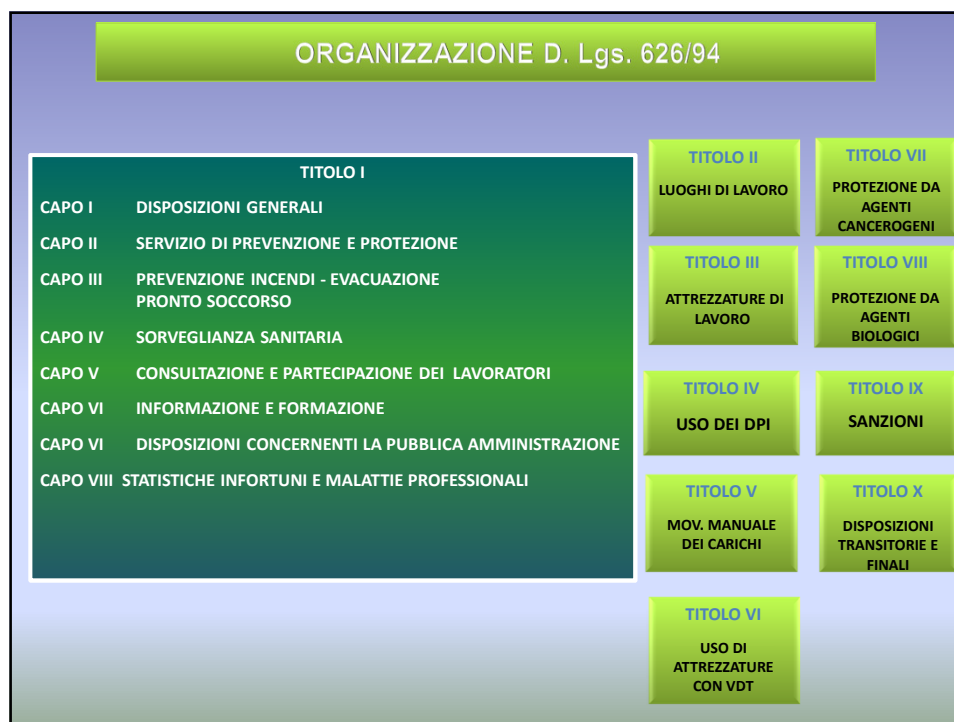 ORGANIZZAZIONE D. Lgs. 626/94
TITOLO I
CAPO I DISPOSIZIONI GENERALI
CAPO II SERVIZIO DI PREVENZIONE E PROTEZIONE
CAPO III PREVENZIONE INCENDI - EVACUAZIONE
PRONTO SOCCORSO
CAPO IV SORVEGLIANZA SANITARIA
CAPO V CONSULTAZIONE E PARTECIPAZIONE DEI LAVORATORI
CAPO VI INFORMAZIONE E FORMAZIONE
CAPO VI DISPOSIZIONI CONCERNENTI LA PUBBLICA AMMINISTRAZIONE
CAPO VIII STATISTICHE INFORTUNI E MALATTIE PROFESSIONALI
TITOLO II
LUOGHI DI LAVORO
TITOLO III
ATTREZZATURE DI
LAVORO
TITOLO IV
USO DEI DPI
TITOLO V
MOV. MANUALE
DEI CARICHI
TITOLO VI
USO DI
ATTREZZATURE
CON VDT
TITOLO VII
PROTEZIONE DA
AGENTI
CANCEROGENI
TITOLO VIII
PROTEZIONE DA
AGENTI
BIOLOGICI
TITOLO IX
SANZIONI
TITOLO X
DISPOSIZIONI
TRANSITORIE E
FINALI